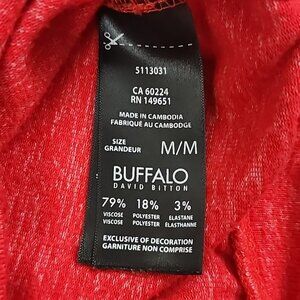 5113031
CA 60224
RN 149651
MADE IN CAMBODIA
FABRIQUÉ AU CAMBODGE
SIZE
GRANDEUR M/M
BUFFALO
DAVID BITTON
79% 18% 3%
VISCOSE POLYESTER ELASTANE
VISCOSE POLYESTER ÉLASTHANNE
EXCLUSIVE OF DECORATION
GARNITURE NON COMPRISE